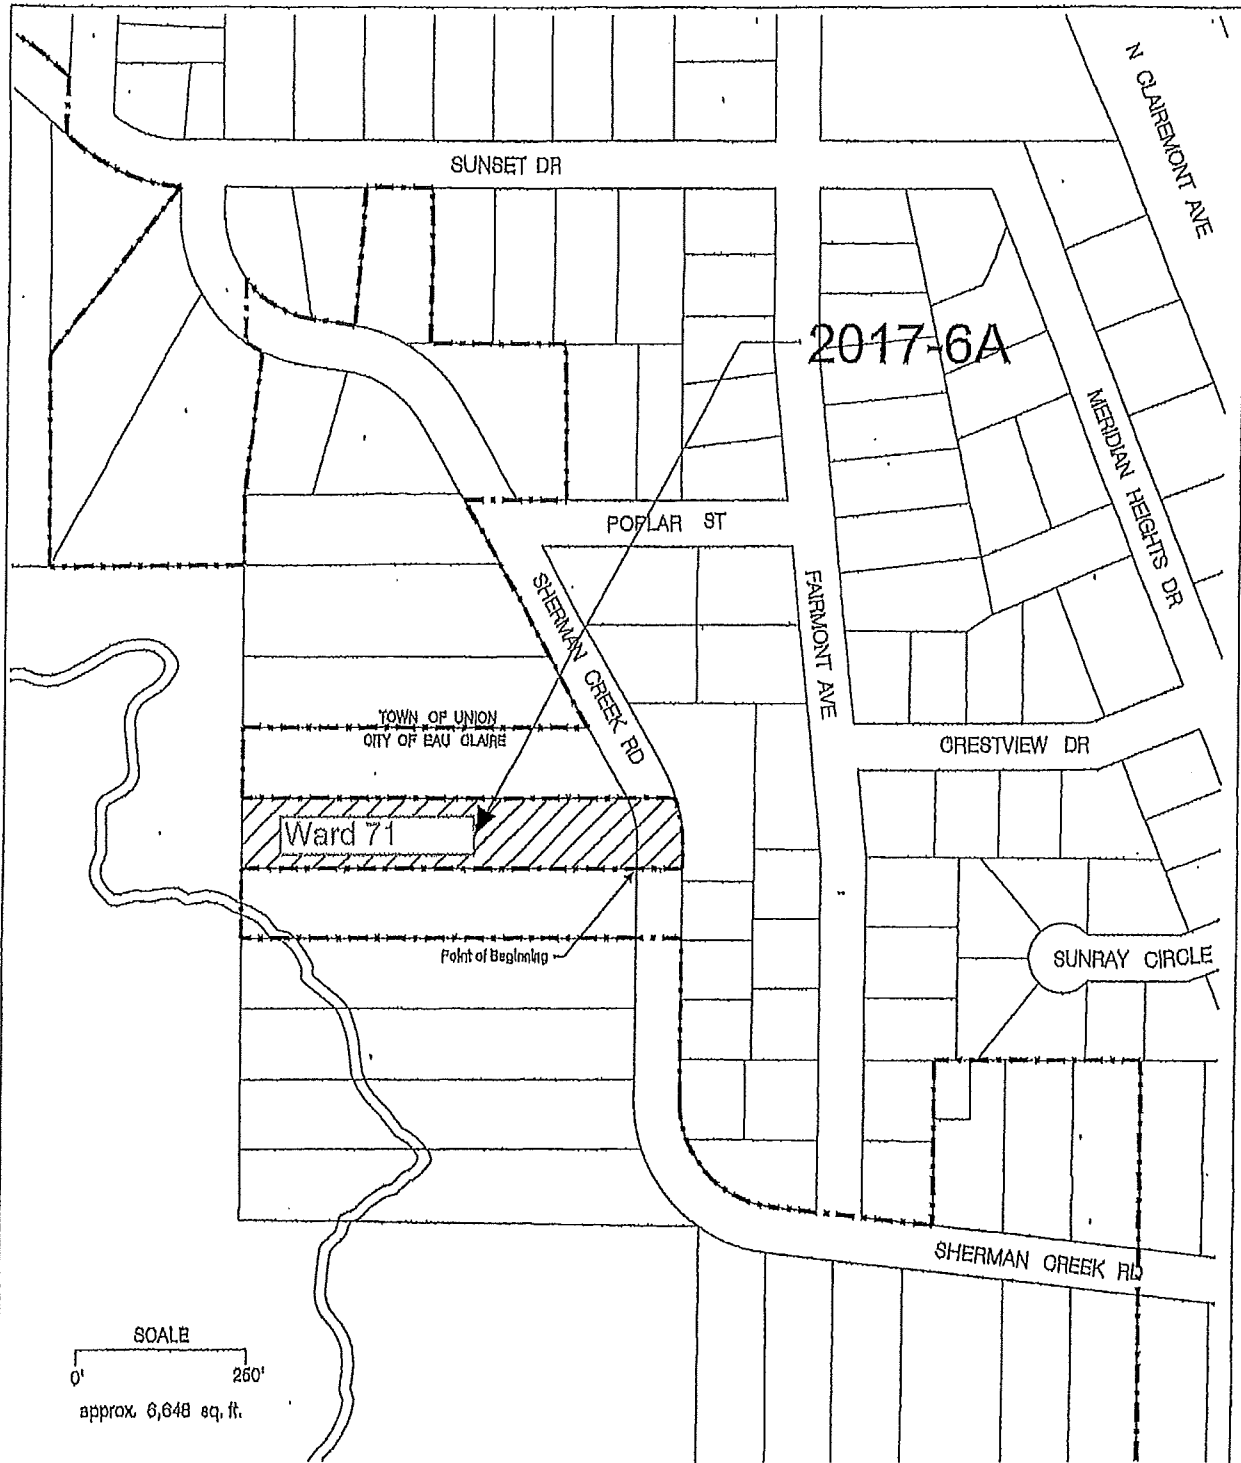 N CLAIREMONT AVE
SUNSET DR
2017-6A
MERIDIAN HEIGHTS DR
POPLAR ST
SHERMAN CREEK RD
FAIRMONT AVE
TOWN OF UNION
CITY OF EAU CLAIRE
CRESTVIEW DR
Ward 71
Point of Beginning
SUNRAY CIRCLE
SHERMAN CREEK RD
SCALE
0' 250'
approx. 6,648 sq. ft.